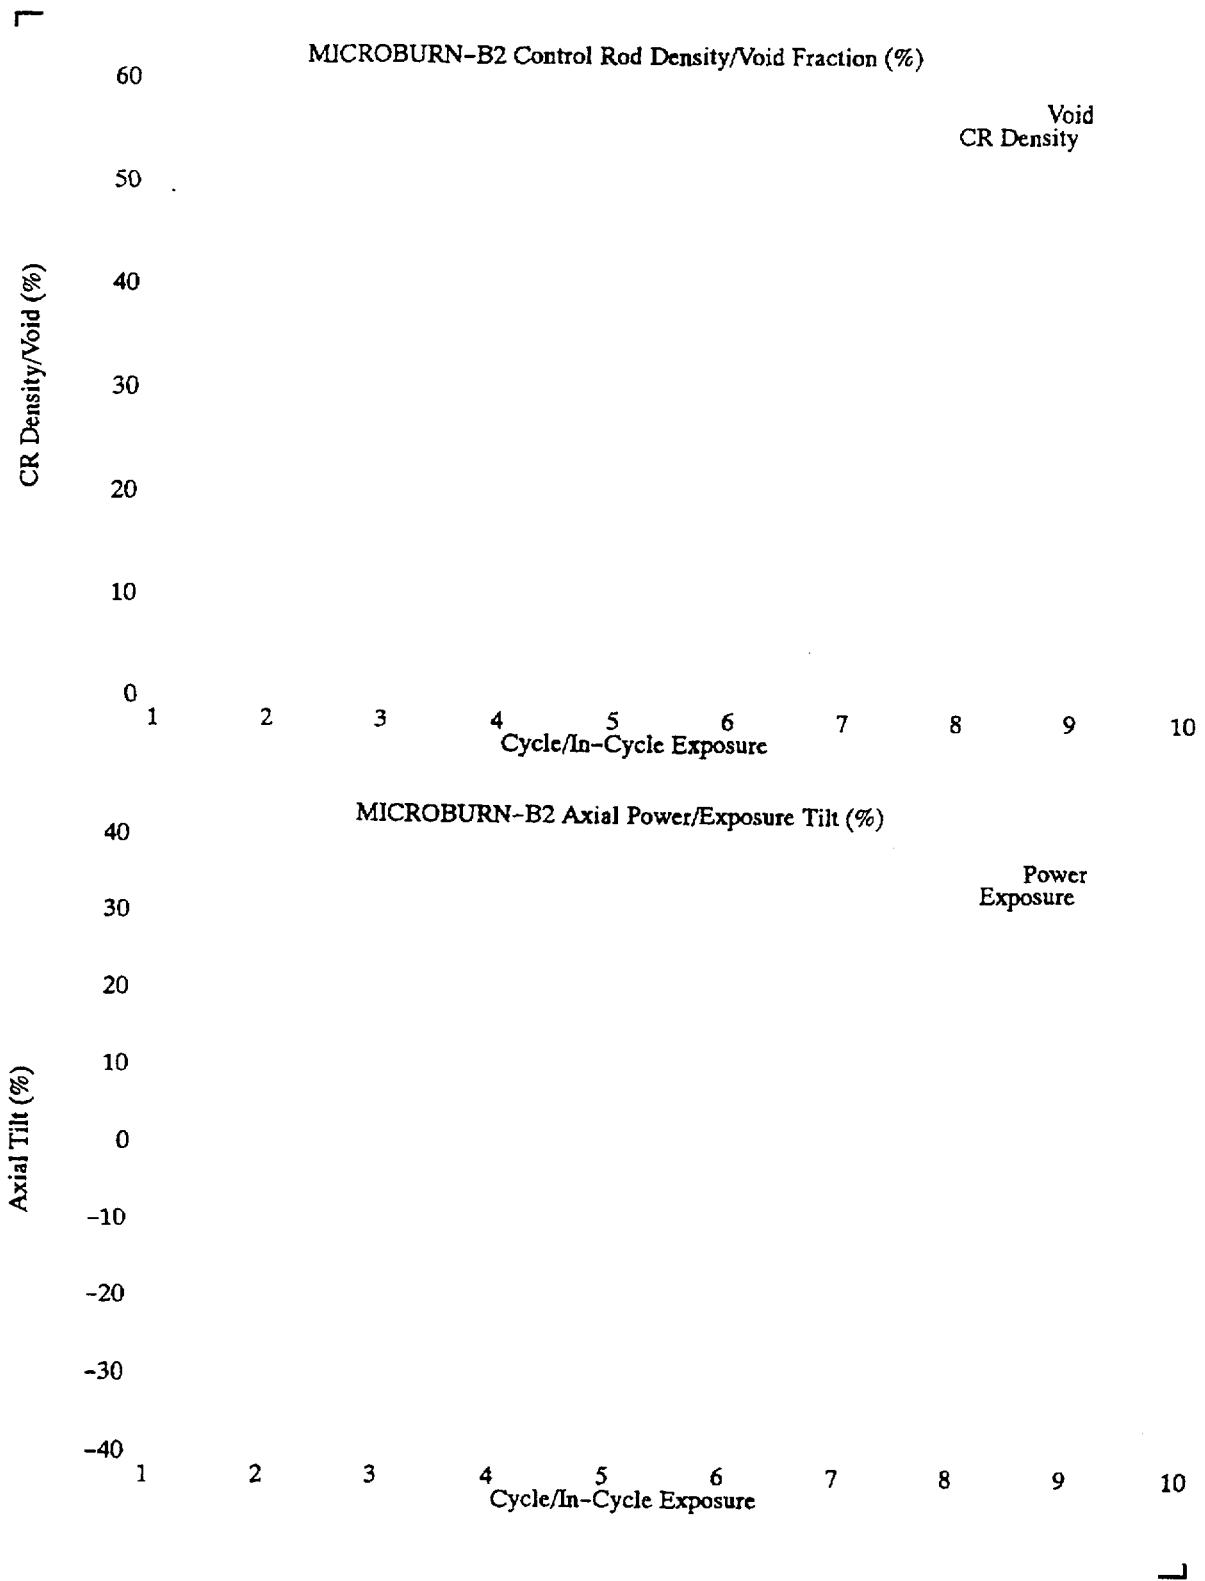 MICROBURN-B2 Control Rod Density/Void Fraction (%)
60
Void
CR Density
50
40
CR Density/Void (%)
30
20
10
0
1 2 3 4 5 6 7 8 9 10
Cycle/In-Cycle Exposure
MICROBURN-B2 Axial Power/Exposure Tilt (%)
40
Power
Exposure
30
20
10
Axial Tilt (%)
0
-10
-20
-30
-40
1 2 3 4 5 6 7 8 9 10
Cycle/In-Cycle Exposure